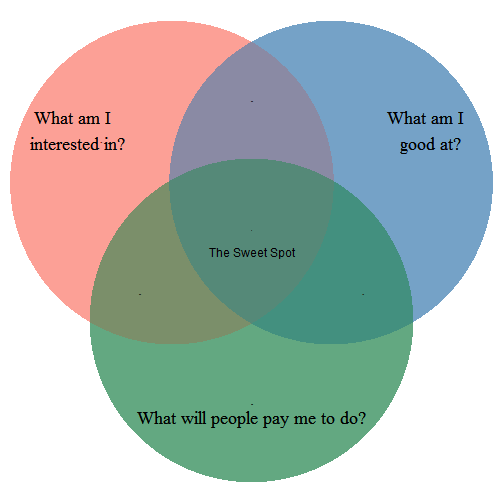 What am I
interested in?
What am I
good at?
The Sweet Spot
What will people pay me to do?